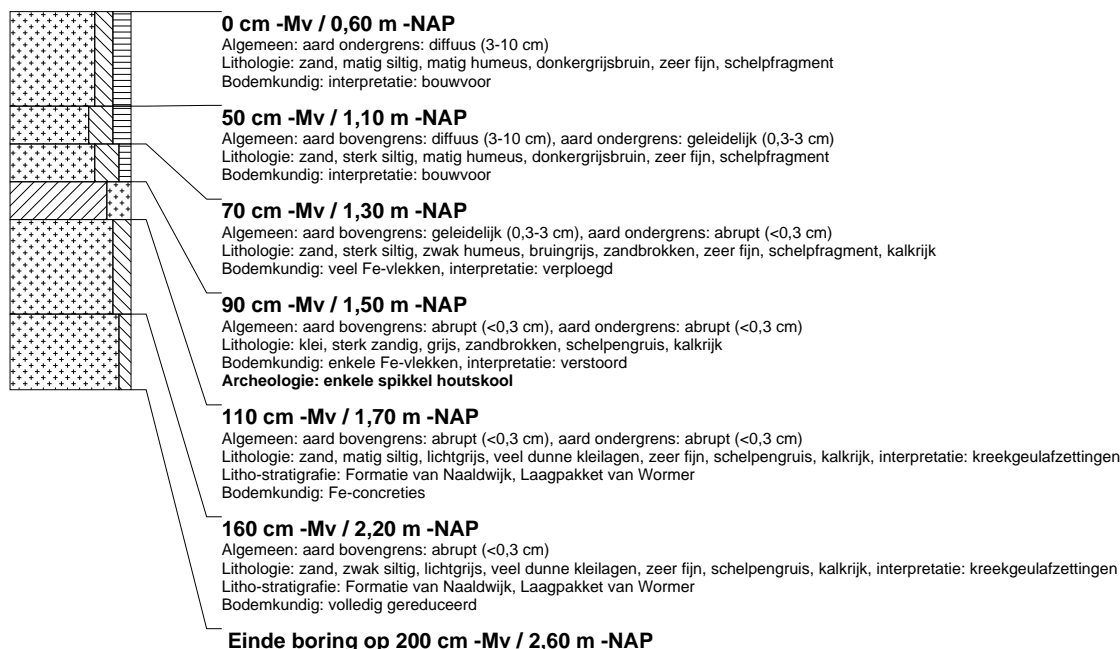 0 cm -Mv / 0,60 m -NAP
Algemeen: aard ondergrens: diffuus (3-10 cm)
Lithologie: zand, matig siltig, matig humeus, donkergrijsbruin, zeer fijn, schelpfragment
Bodemkundig: interpretatie: bouwvoor
50 cm -Mv / 1,10 m -NAP
Algemeen: aard bovengrens: diffuus (3-10 cm), aard ondergrens: geleidelijk (0,3-3 cm)
Lithologie: zand, sterk siltig, matig humeus, donkergrijsbruin, zeer fijn, schelpfragment
Bodemkundig: interpretatie: bouwvoor
70 cm -Mv / 1,30 m -NAP
Algemeen: aard bovengrens: geleidelijk (0,3-3 cm), aard ondergrens: abrupt (<0,3 cm)
Lithologie: zand, sterk siltig, zwak humeus, bruingrijs, zandbrokken, zeer fijn, schelpfragment, kalkrijk
Bodemkundig: veel Fe-vlekken, interpretatie: verploegd
90 cm -Mv / 1,50 m -NAP
Algemeen: aard bovengrens: abrupt (<0,3 cm), aard ondergrens: abrupt (<0,3 cm)
Lithologie: klei, sterk zandig, grijs, zandbrokken, schelpengruis, kalkrijk
Bodemkundig: enkele Fe-vlekken, interpretatie: verstoord
Archeologie: enkele spikkel houtskool
110 cm -Mv / 1,70 m -NAP
Algemeen: aard bovengrens: abrupt (<0,3 cm), aard ondergrens: abrupt (<0,3 cm)
Lithologie: zand, matig siltig, lichtgrijs, veel dunne kleilagen, zeer fijn, schelpengruis, kalkrijk, interpretatie: kreekgeulafzettingen
Litho-stratigrafie: Formatie van Naaldwijk, Laagpakket van Wormer
Bodemkundig: Fe-concreties
160 cm -Mv / 2,20 m -NAP
Algemeen: aard bovengrens: abrupt (<0,3 cm)
Lithologie: zand, zwak siltig, lichtgrijs, veel dunne kleilagen, zeer fijn, schelpengruis, kalkrijk, interpretatie: kreekgeulafzettingen
Litho-stratigrafie: Formatie van Naaldwijk, Laagpakket van Wormer
Bodemkundig: volledig gereduceerd
Einde boring op 200 cm -Mv / 2,60 m -NAP